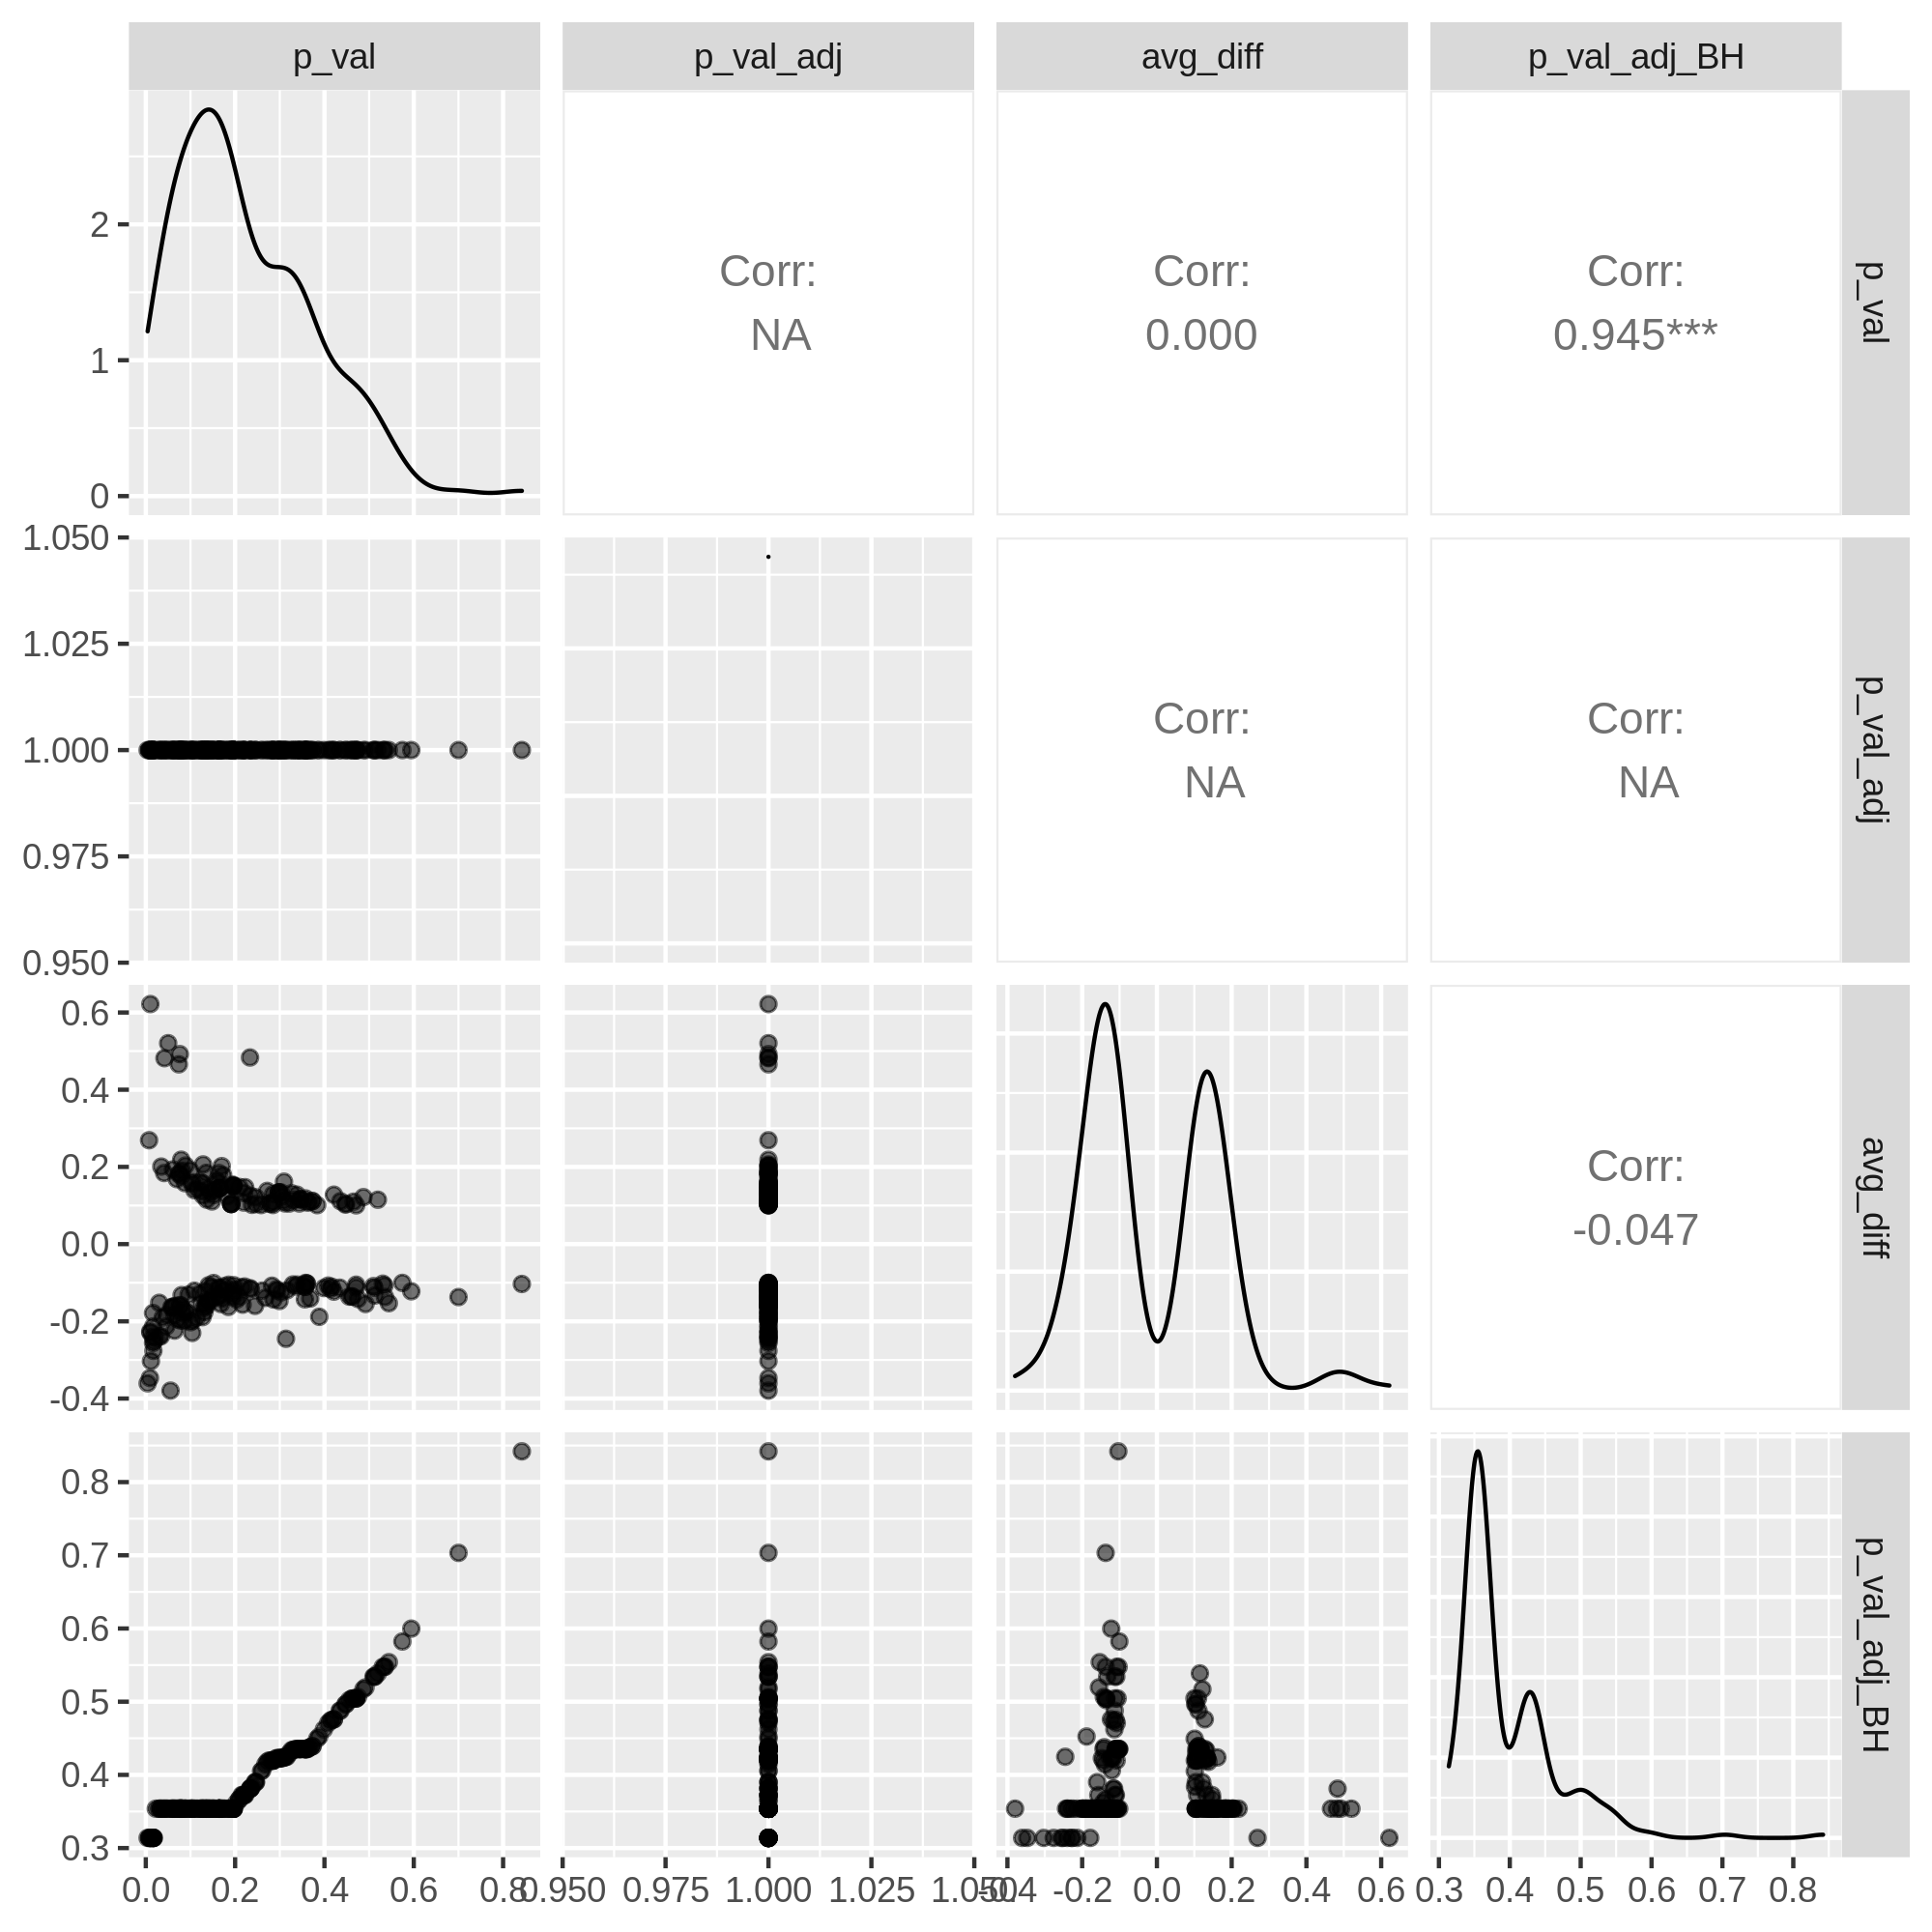 p_val p_val_adj avg_diff p_val_adj_BH
2
1
0
Corr:
NA
Corr:
0.000
Corr:
0.945***
p_val
1.050
1.025
1.000
0.975
0.950
Corr:
NA
Corr:
NA
p_val_adj
0.6
0.4
0.2
0.0
-0.2
-0.4
Corr:
-0.047
avg_diff
0.8
0.7
0.6
0.5
0.4
0.3
p_val_adj_BH
0.0 0.2 0.4 0.6 0.8 0.950 0.975 1.000 1.025 1.050 -0.4 -0.2 0.0 0.2 0.4 0.6 0.3 0.4 0.5 0.6 0.7 0.8